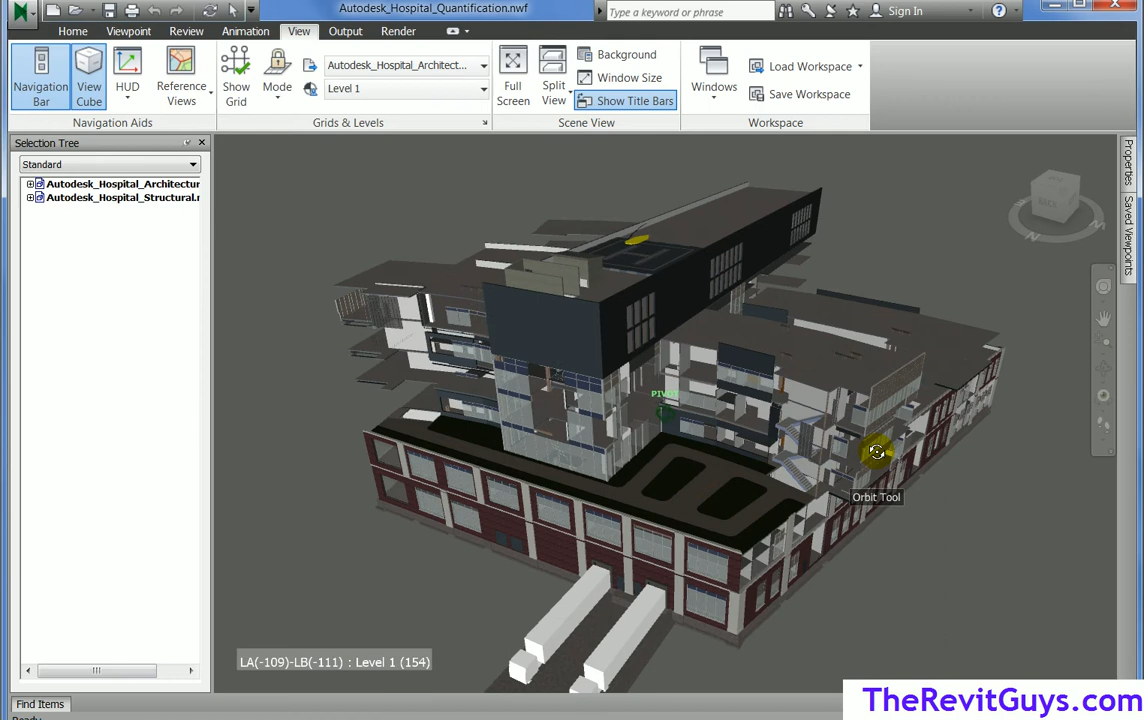 Autodesk_Hospital_Quantification.nwf
Type a keyword or phrase
Sign In
Home Viewpoint Review Animation View Output Render
Navigation Bar
View Cube
HUD
Reference Views
Show Grid
Mode
Autodesk_Hospital_Architect...
Level 1
Full Screen
Split View
Background
Window Size
Show Title Bars
Windows
Load Workspace
Save Workspace
Navigation Aids
Grids & Levels
Scene View
Workspace
Selection Tree
Standard
Autodesk_Hospital_Architectur
Autodesk_Hospital_Structural.r
Properties
Saved Viewpoints
PIVOT
Orbit Tool
LA(-109)-LB(-111) : Level 1 (154)
Find Items
Ready
TheRevitGuys.com